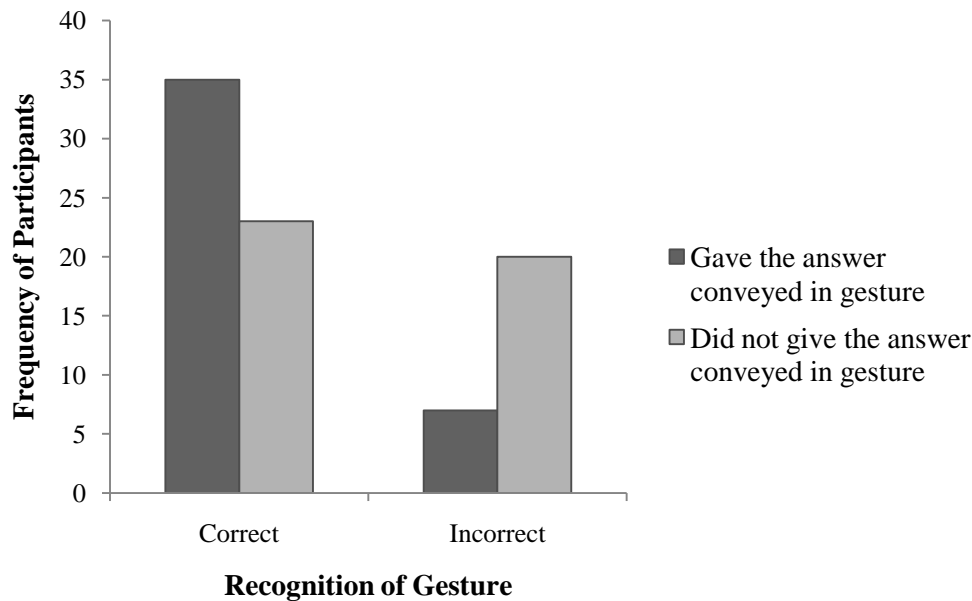 40
35
30
25
20
15
10
5
0
Frequency of Participants
Correct
Incorrect
Recognition of Gesture
Gave the answer
conveyed in gesture
Did not give the answer
conveyed in gesture